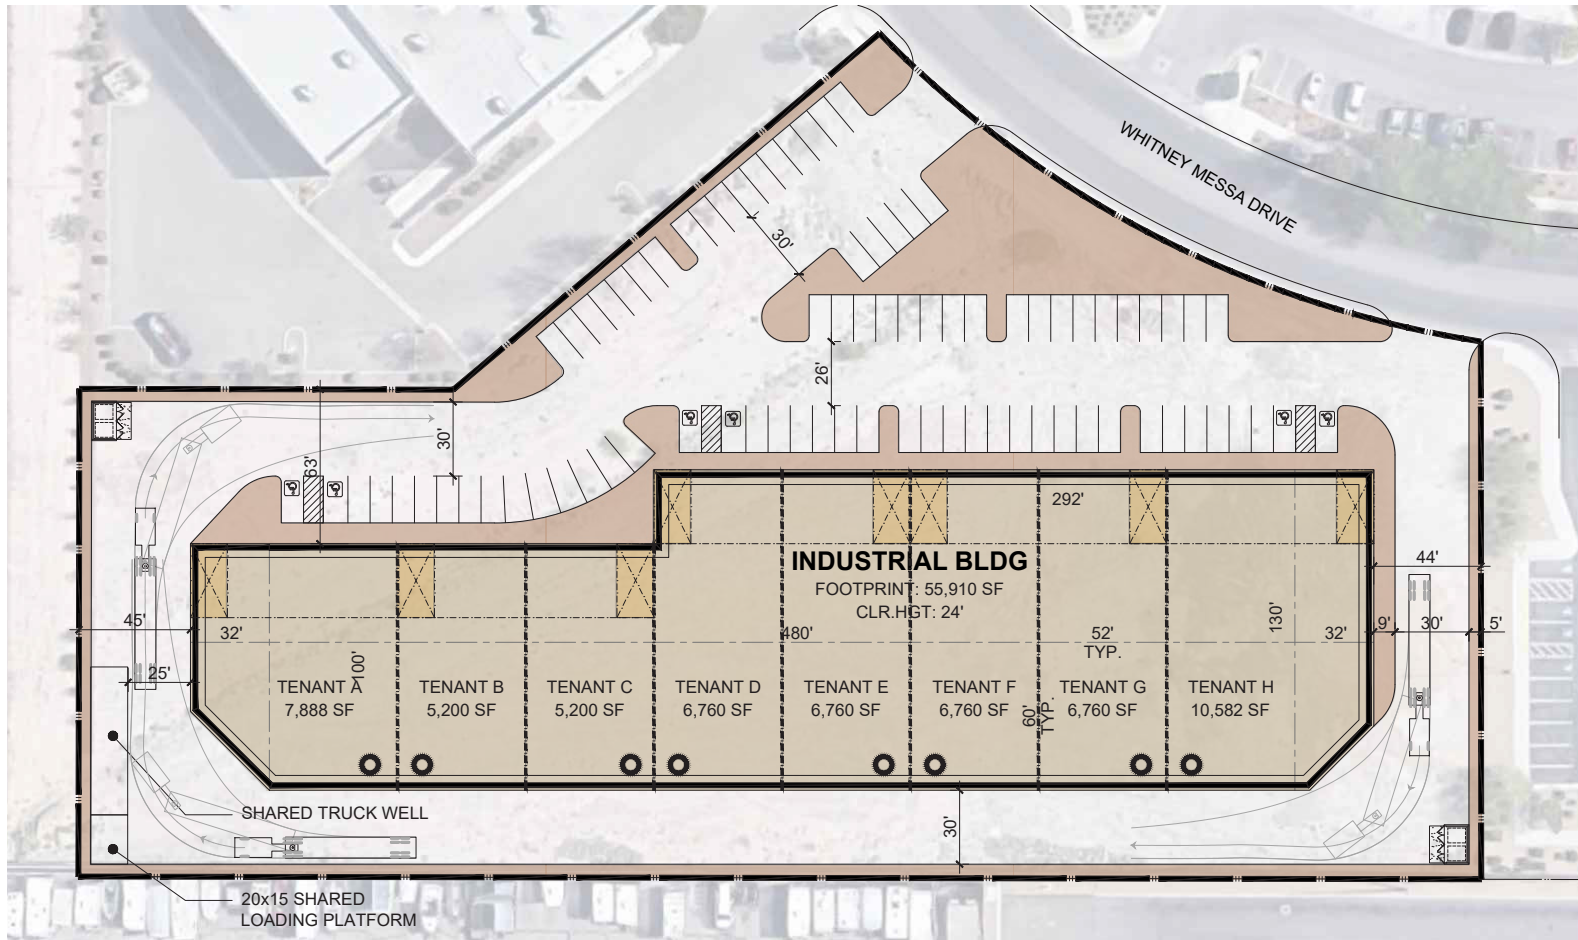 WHITNEY MESSA DRIVE
30'
26'
30'
63'
292'
INDUSTRIAL BLDG
FOOTPRINT: 55,910 SF
CLR.HGT: 24'
44'
45'
32'
480'
52'
TYP.
130'
32'
9'
30'
5'
25'
100'
TENANT A
7,888 SF
TENANT B
5,200 SF
TENANT C
5,200 SF
TENANT D
6,760 SF
TENANT E
6,760 SF
TENANT F
6,760 SF
60'
TYP.
TENANT G
6,760 SF
TENANT H
10,582 SF
SHARED TRUCK WELL
30'
20x15 SHARED
LOADING PLATFORM